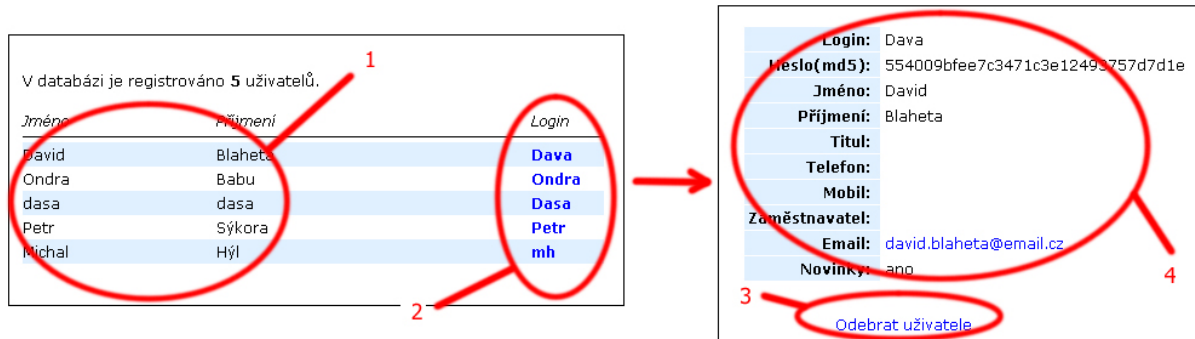 V databázi je registrováno 5 uživatelů.
1
Jméno Příjmení Login
David Blaheta Dava
Ondra Babu Ondra
dasa dasa Dasa
Petr Sýkora Petr
Michal Hýl mh
2
Login: Dava
Heslo(md5): 554009bfee7c3471c3e12493757d7d1e
Jméno: David
Příjmení: Blaheta
Titul:
Telefon:
Mobil:
Zaměstnavatel:
Email: david.blaheta@email.cz
Novinky: ano
3
4
Odebrat uživatele